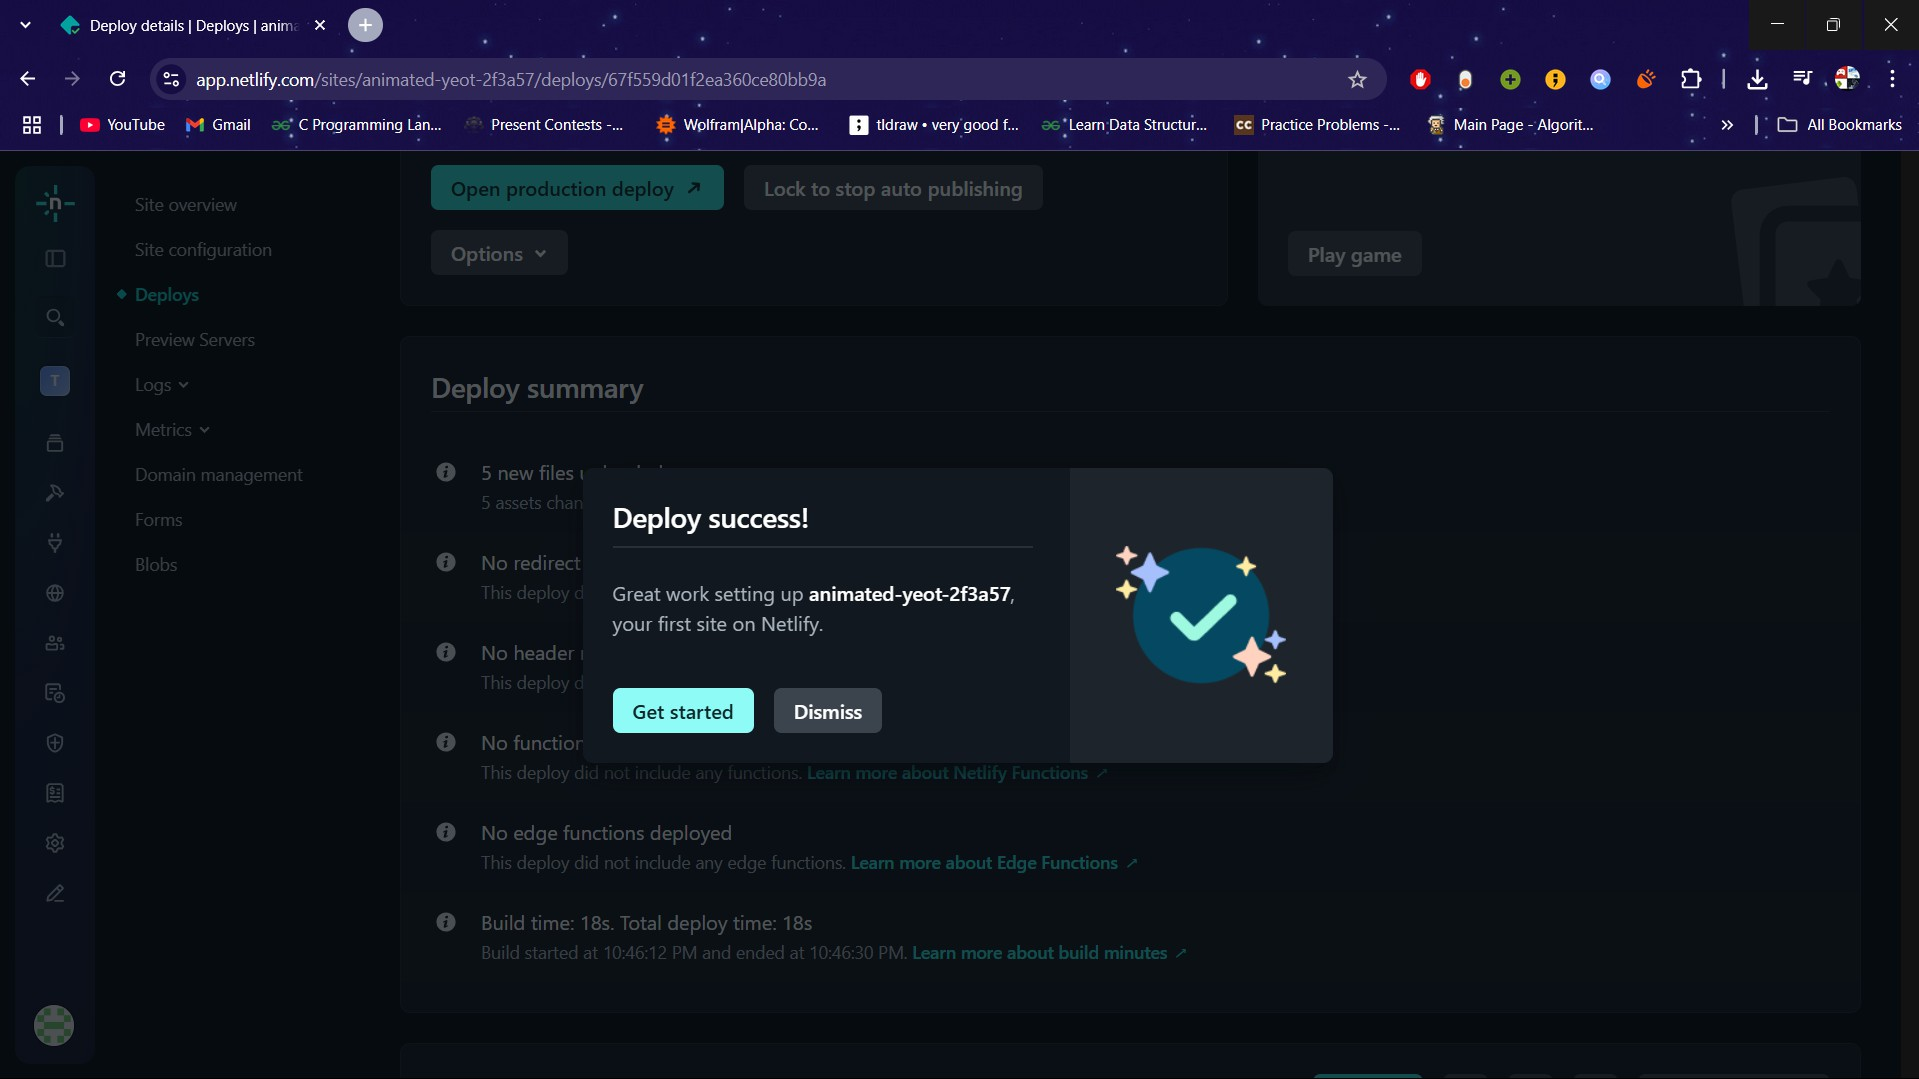 Deploy details | Deploys | anima
app.netlify.com/sites/animated-yeot-2f3a57/deploys/67f559d01f2ea360ce80bb9a
YouTube
Gmail
C Programming Lan...
Present Contests -...
Wolfram|Alpha: Co...
tldraw • very good f...
Learn Data Structur...
CC Practice Problems -...
Main Page - Algorit...
All Bookmarks
n
Site overview
Site configuration
Deploys
Preview Servers
Logs
Metrics
Domain management
Forms
Blobs
T
Open production deploy ↗
Lock to stop auto publishing
Options
Play game
Deploy summary
5 new files
5 assets chan
No redirect
This deploy
No header
This deploy
No function
This deploy did not include any functions. Learn more about Netlify Functions ↗
No edge functions deployed
This deploy did not include any edge functions. Learn more about Edge Functions ↗
Build time: 18s. Total deploy time: 18s
Build started at 10:46:12 PM and ended at 10:46:30 PM. Learn more about build minutes ↗
Deploy success!
Great work setting up animated-yeot-2f3a57,
your first site on Netlify.
Get started
Dismiss